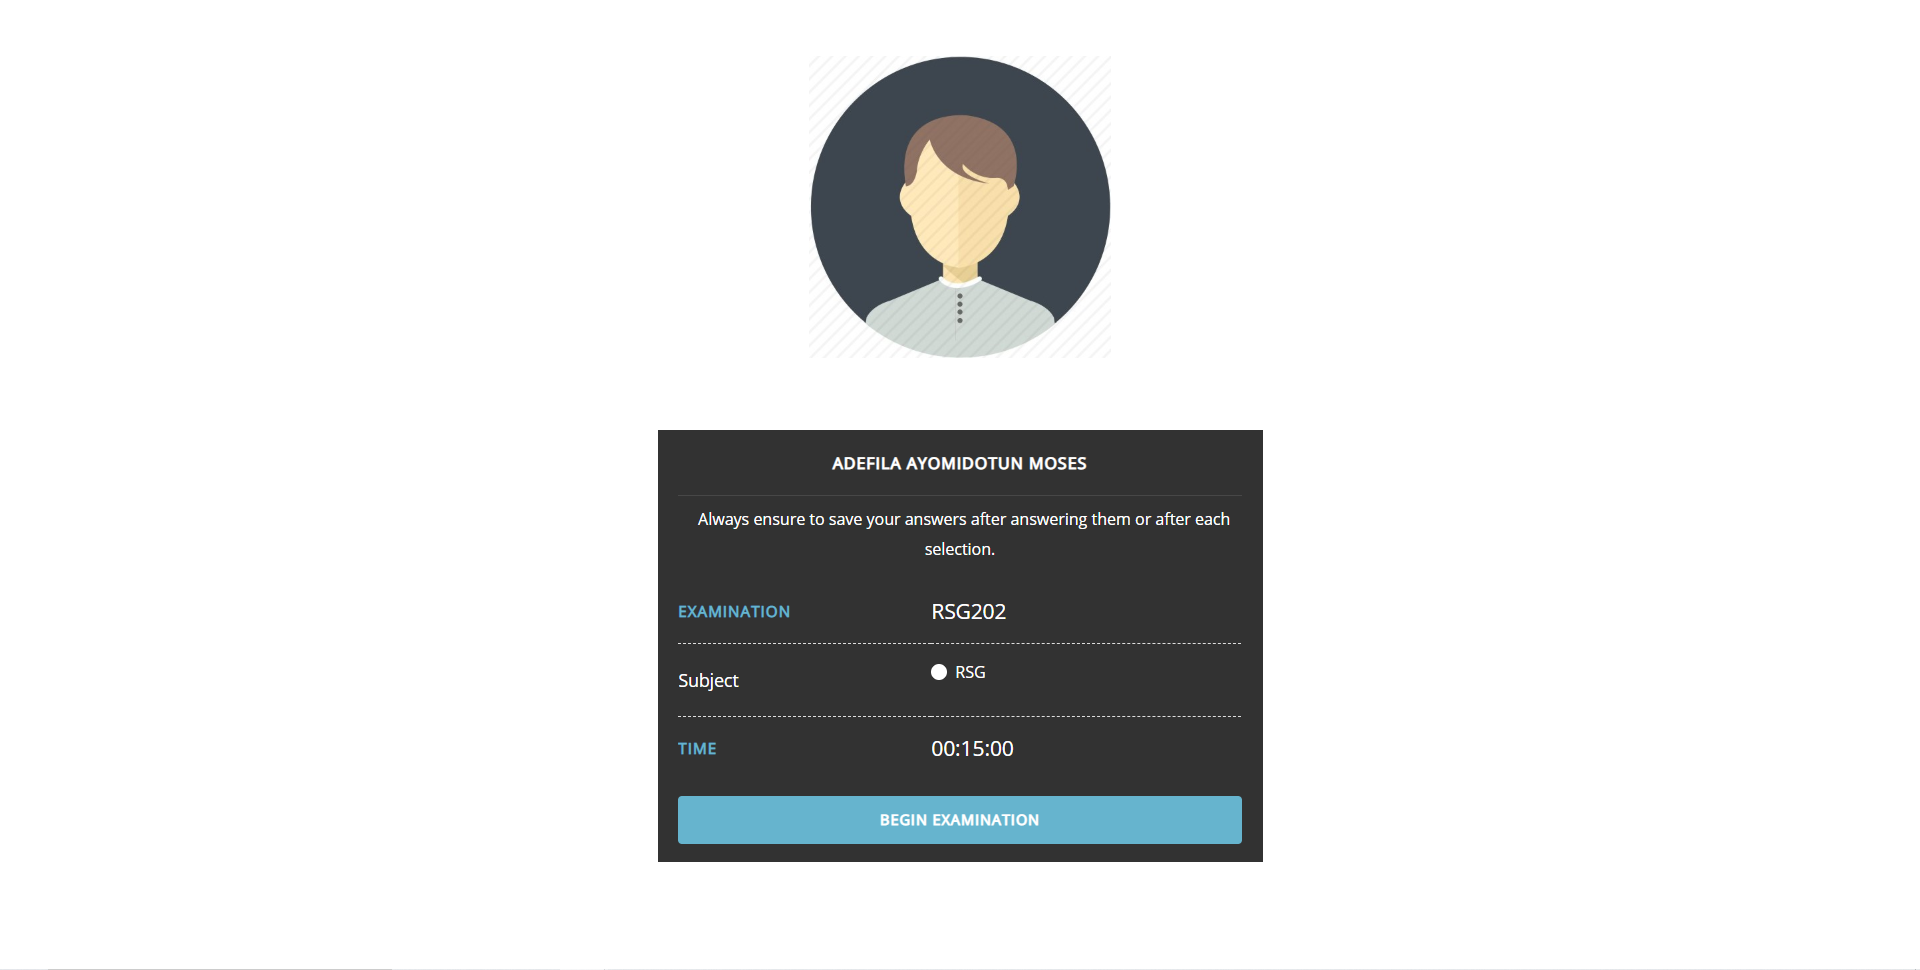 ADEFILA AYOMIDOTUN MOSES
Always ensure to save your answers after answering them or after each
selection.
EXAMINATION RSG202
Subject RSG
TIME 00:15:00
BEGIN EXAMINATION